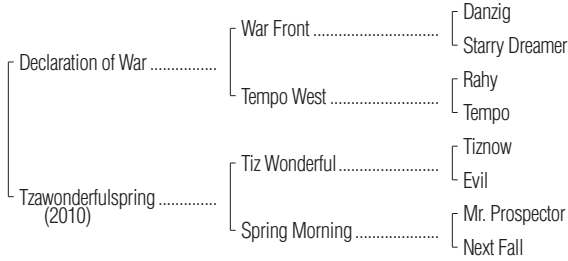 Danzig
War Front ........................
Starry Dreamer
Declaration of War ................
Rahy
Tempo West ........................
Tempo
Tiznow
Tiz Wonderful ......................
Evil
Tzawonderfulspring ..............
(2010)
Mr. Prospector
Spring Morning ....................
Next Fall